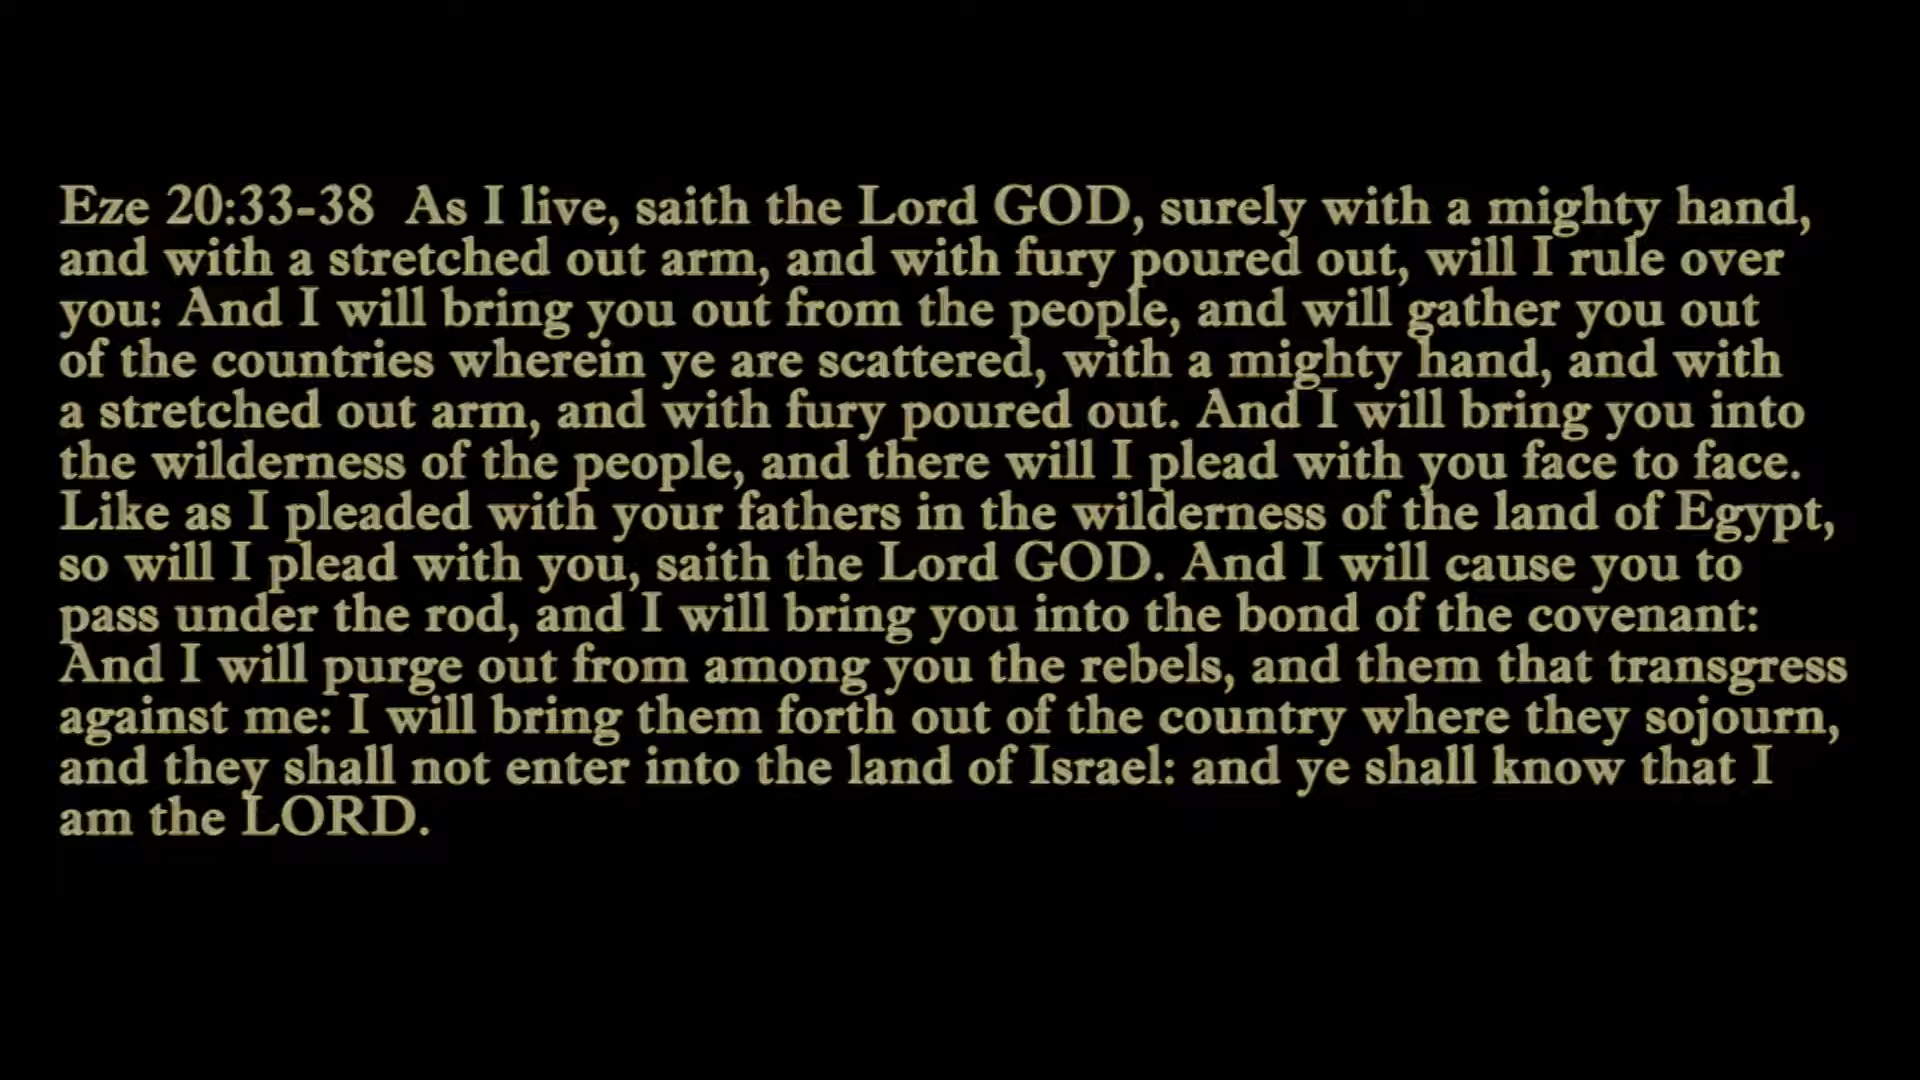 Eze 20:33-38 As I live, saith the Lord GOD, surely with a mighty hand,
and with a stretched out arm, and with fury poured out, will I rule over
you: And I will bring you out from the people, and will gather you out
of the countries wherein ye are scattered, with a mighty hand, and with
a stretched out arm, and with fury poured out. And I will bring you into
the wilderness of the people, and there will I plead with you face to face.
Like as I pleaded with your fathers in the wilderness of the land of Egypt,
so will I plead with you, saith the Lord GOD. And I will cause you to
pass under the rod, and I will bring you into the bond of the covenant:
And I will purge out from among you the rebels, and them that transgress
against me: I will bring them forth out of the country where they sojourn,
and they shall not enter into the land of Israel: and ye shall know that I
am the LORD.